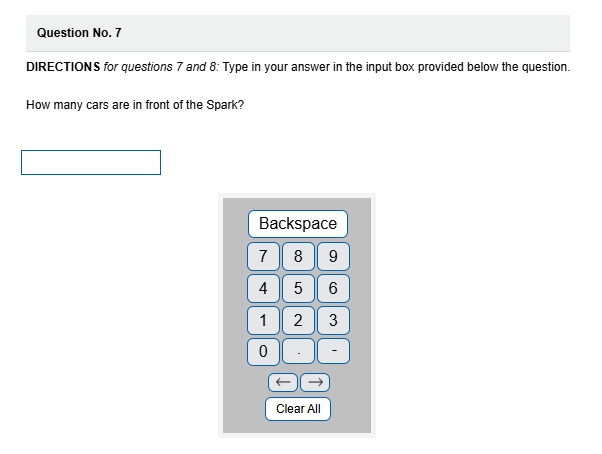 Question No. 7
DIRECTIONS for questions 7 and 8: Type in your answer in the input box provided below the question.
How many cars are in front of the Spark?
Backspace
7 8 9
4 5 6
1 2 3
0 . -
← →
Clear All